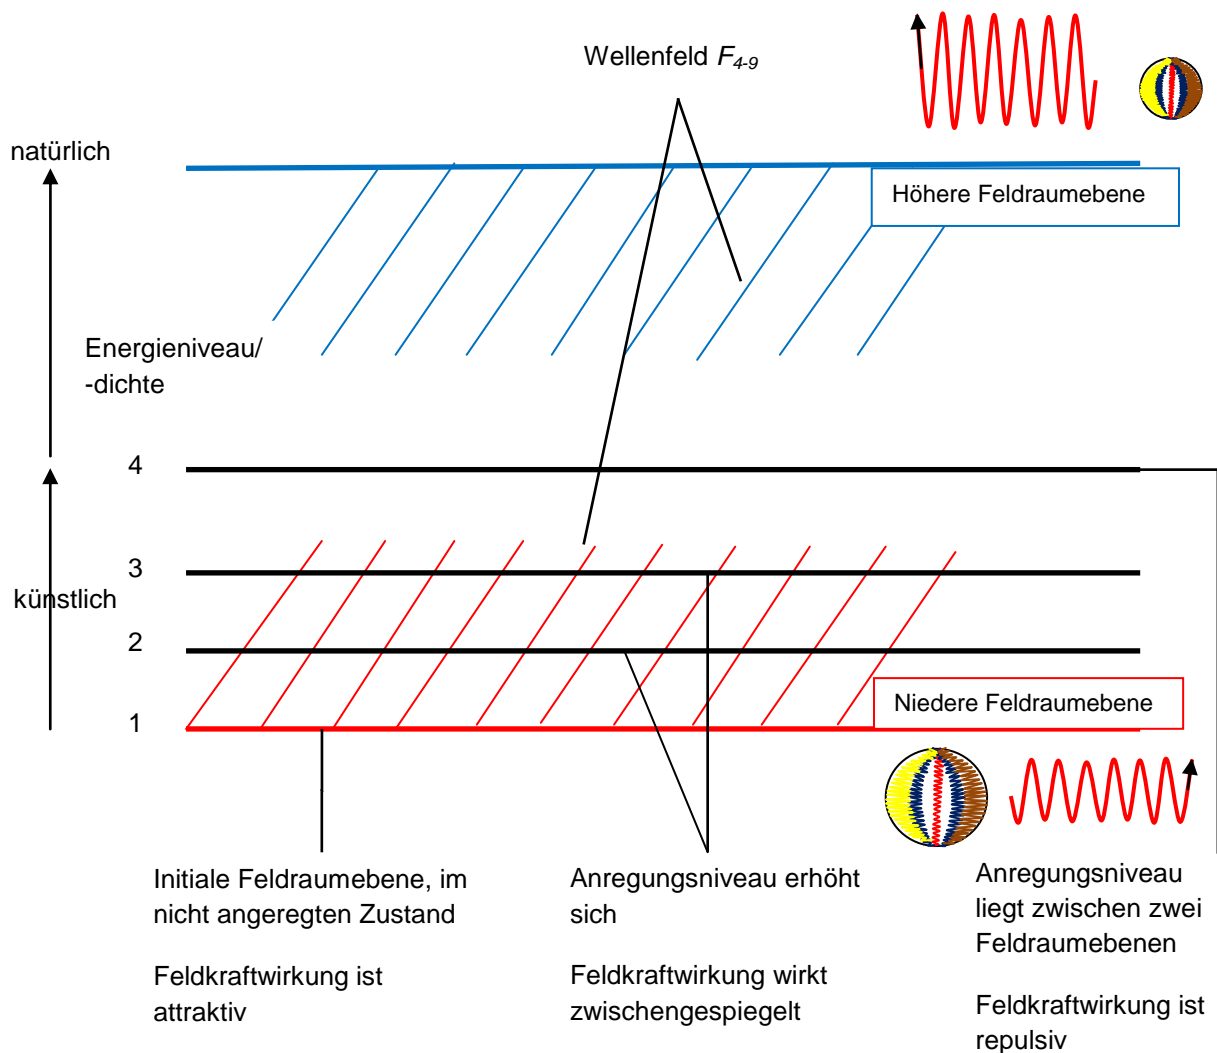 Wellenfeld F4-9
natürlich
Höhere Feldraumebene
Energieniveau/
-dichte
4
3
künstlich
2
Niedere Feldraumebene
1
Initiale Feldraumebene, im
nicht angeregten Zustand
Feldkraftwirkung ist
attraktiv
Anregungsniveau erhöht
sich
Feldkraftwirkung wirkt
zwischengespiegelt
Anregungsniveau
liegt zwischen zwei
Feldraumebenen
Feldkraftwirkung ist
repulsiv